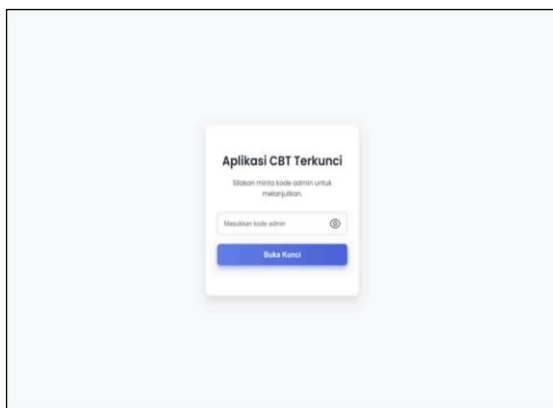 Aplikasi CBT Terkunci
Silakan minta kode admin untuk
melanjutkan.
Masukkan kode admin
Buka Kunci